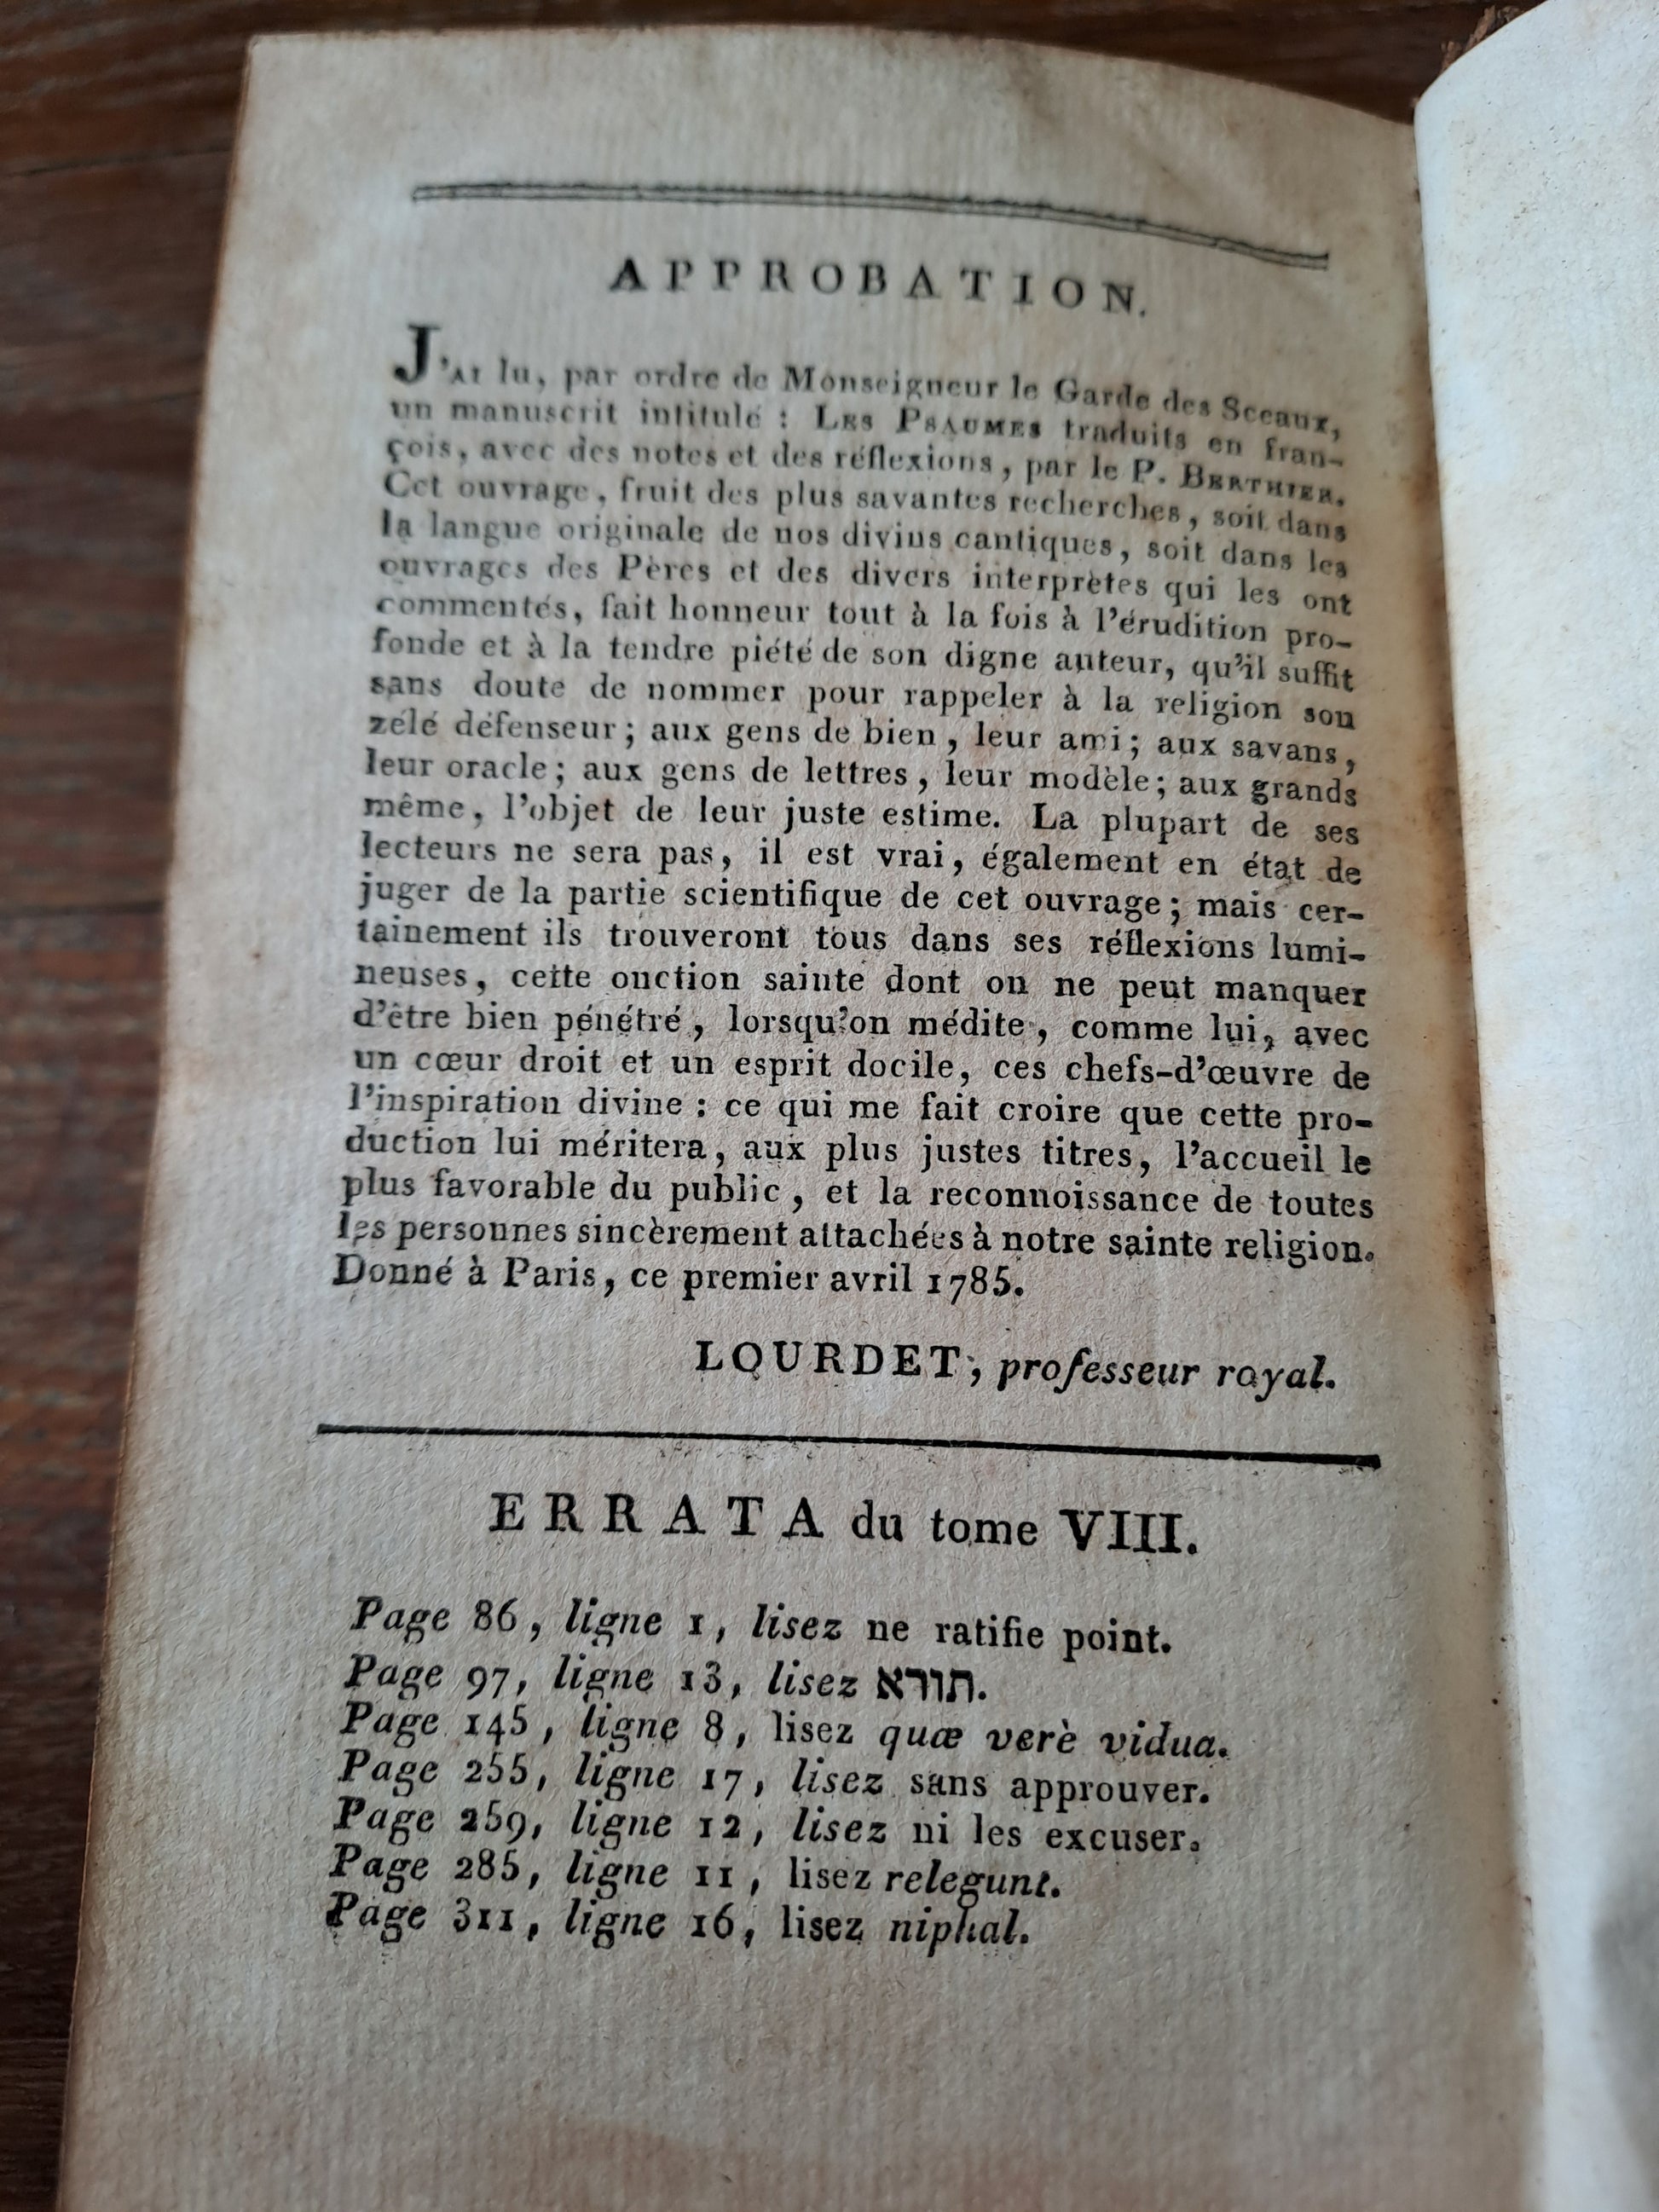 APPROBATION.
J'AI lu, par ordre de Monseigneur le Garde des Sceaux,
un manuscrit intitulé : LES PSAUMES traduits en fran-
çois, avec des notes et des réflexions, par le P. BERTHIER.
Cet ouvrage, fruit des plus savantes recherches, soit dans
la langue originale de nos divins cantiques, soit dans les
ouvrages des Pères et des divers interprètes qui les ont
commentés, fait honneur tout à la fois à l'érudition pro-
fonde et à la tendre piété de son digne auteur, qu'il suffit
sans doute de nommer pour rappeler à la religion son
zélé défenseur ; aux gens de bien, leur ami ; aux savans,
leur oracle ; aux gens de lettres, leur modèle ; aux grands
même, l'objet de leur juste estime. La plupart de ses
lecteurs ne sera pas, il est vrai, également en état de
juger de la partie scientifique de cet ouvrage ; mais cer-
tainement ils trouveront tous dans ses réflexions lumi-
neuses, cette onction sainte dont on ne peut manquer
d'être bien pénétré, lorsqu'on médite, comme lui, avec
un cœur droit et un esprit docile, ces chefs-d'œuvre de
l'inspiration divine : ce qui me fait croire que cette pro-
duction lui méritera, aux plus justes titres, l'accueil le
plus favorable du public, et la reconnoissance de toutes
les personnes sincèrement attachées à notre sainte religion.
Donné à Paris, ce premier avril 1785.
LOURDET, professeur royal.
ERRATA du tome VIII.
Page 86, ligne 1, lisez ne ratifie point.
Page 97, ligne 13, lisez תורא.
Page 145, ligne 8, lisez quæ verè vidua.
Page 255, ligne 17, lisez sans approuver.
Page 259, ligne 12, lisez ni les excuser.
Page 285, ligne 11, lisez relegunt.
Page 311, ligne 16, lisez niphal.